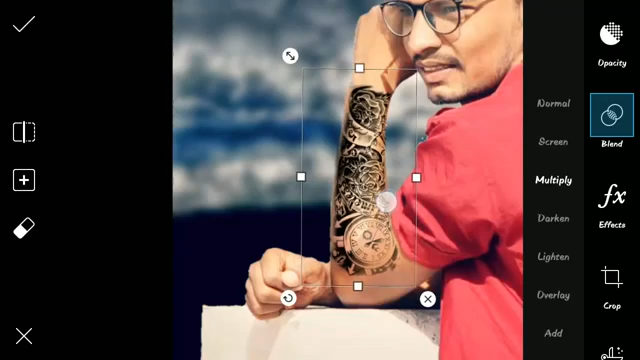 Opacity
Normal
Blend
Screen
Multiply
fx
Effects
Darken
Lighten
Crop
Overlay
Add